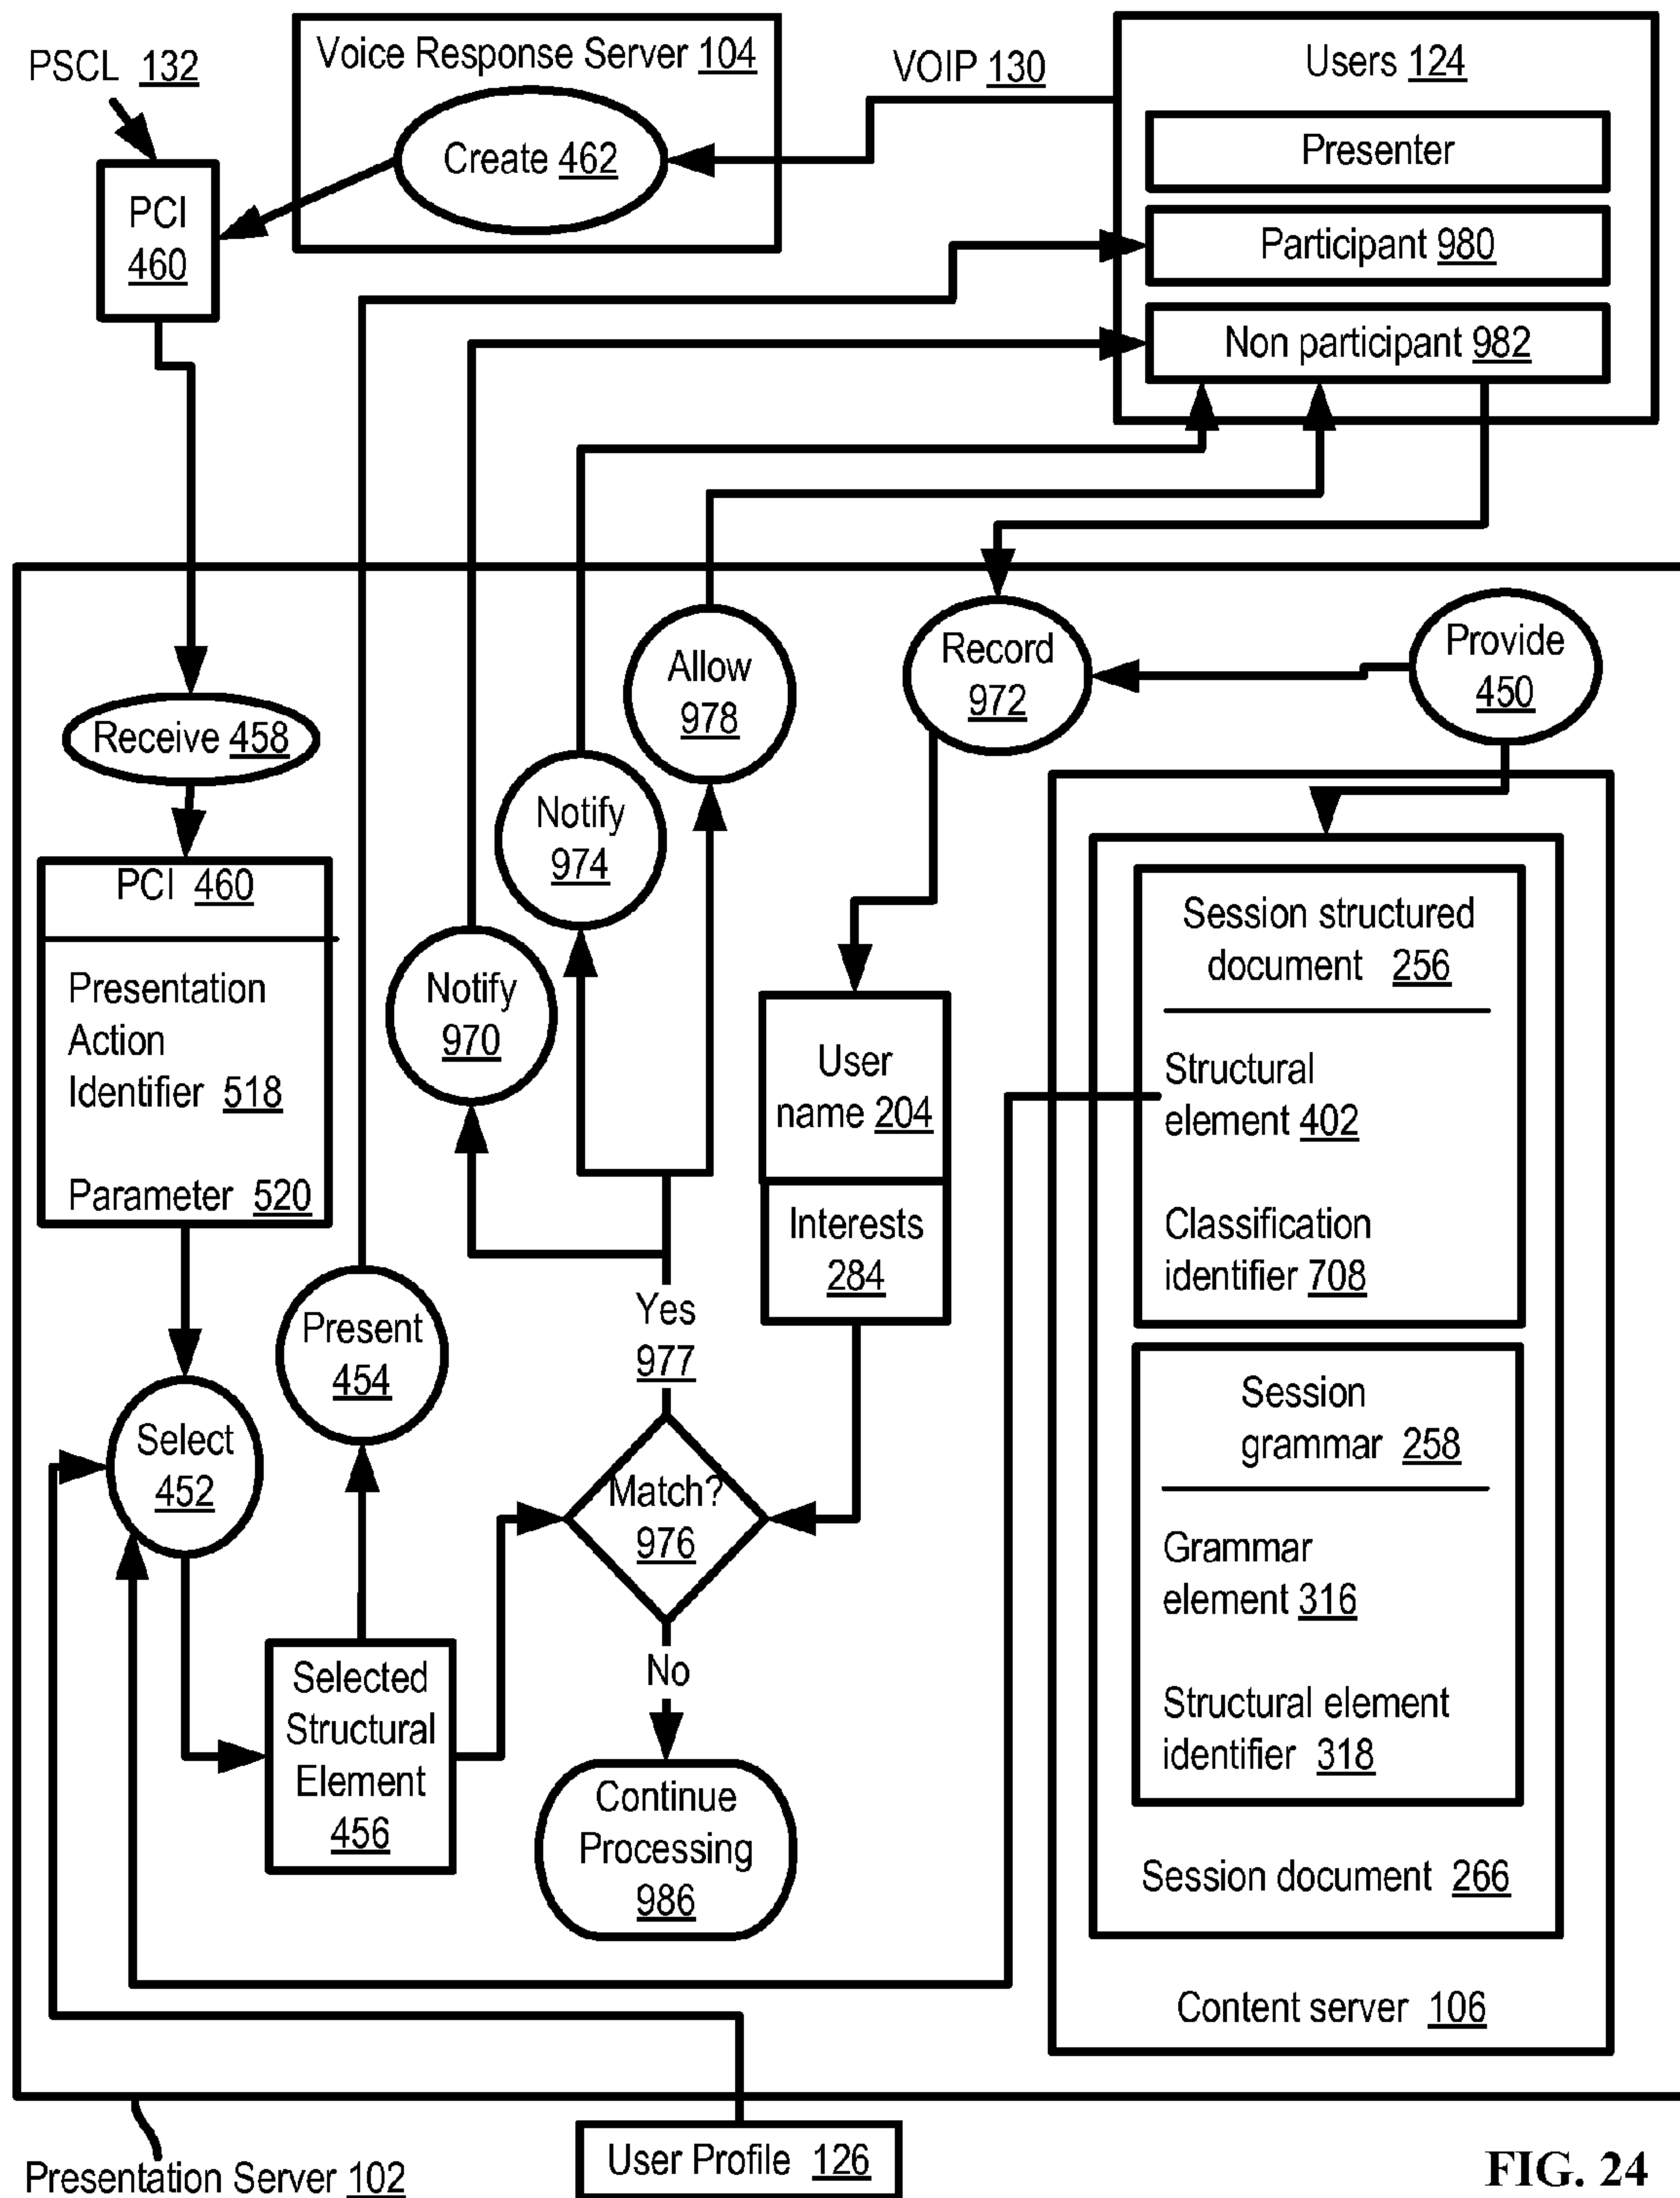 PSCL 132
Voice Response Server 104
VOIP 130
Users 124
Create 462
Presenter
PCI
460
Participant 980
Non participant 982
Receive 458
Allow
978
Record
972
Provide
450
Notify
974
PCI 460
Presentation
Action
Identifier 518
Parameter 520
Notify
970
User
name 204
Interests
284
Session structured
document 256
Structural
element 402
Classification
identifier 708
Present
454
Yes
977
Select
452
Match?
976
Session
grammar 258
Grammar
element 316
Structural element
identifier 318
No
Selected
Structural
Element
456
Continue
Processing
986
Session document 266
Content server 106
Presentation Server 102
User Profile 126
FIG. 24